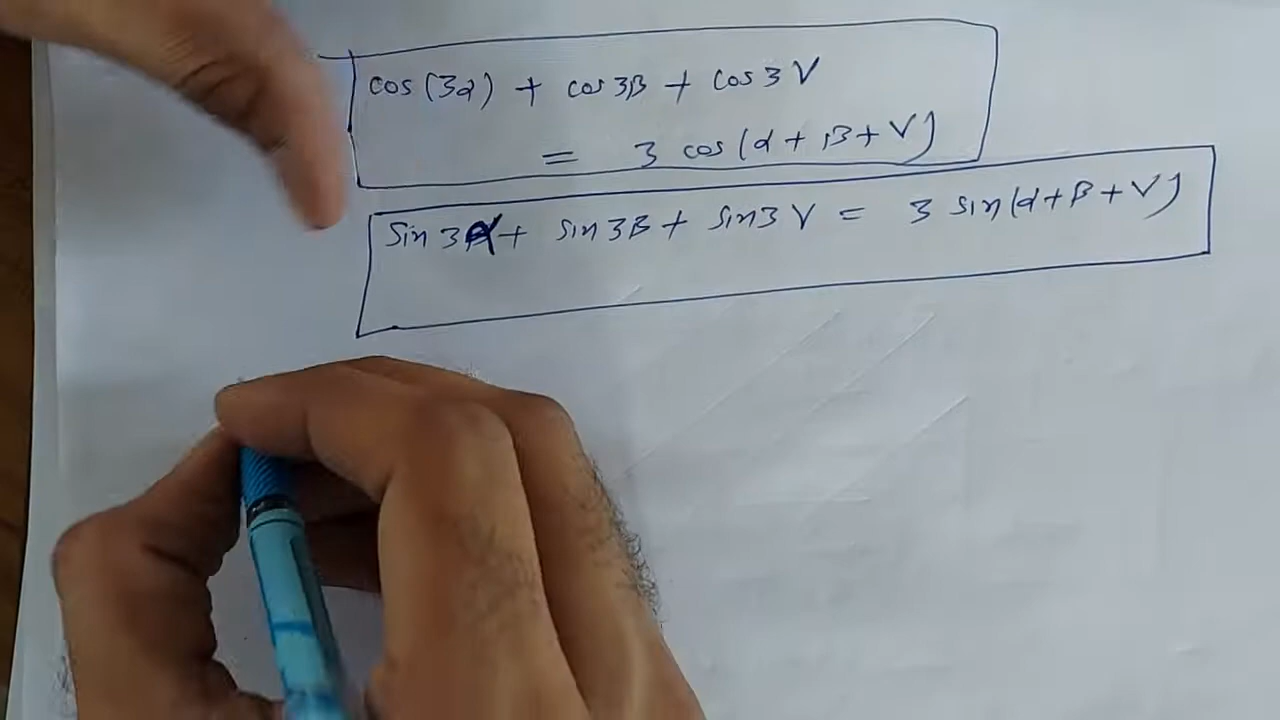 cos(3α) + cos 3β + cos 3γ
= 3 cos(α + β + γ)
sin 3α + sin 3β + sin 3γ = 3 sin(α + β + γ)